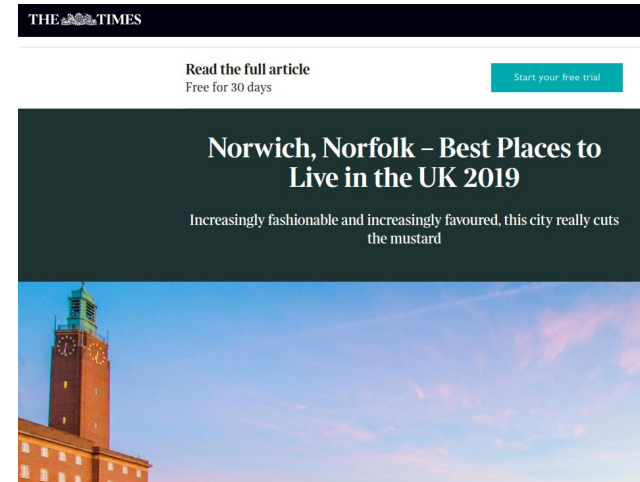 THE TIMES
Read the full article
Free for 30 days
Start your free trial
Norwich, Norfolk – Best Places to
Live in the UK 2019
Increasingly fashionable and increasingly favoured, this city really cuts
the mustard